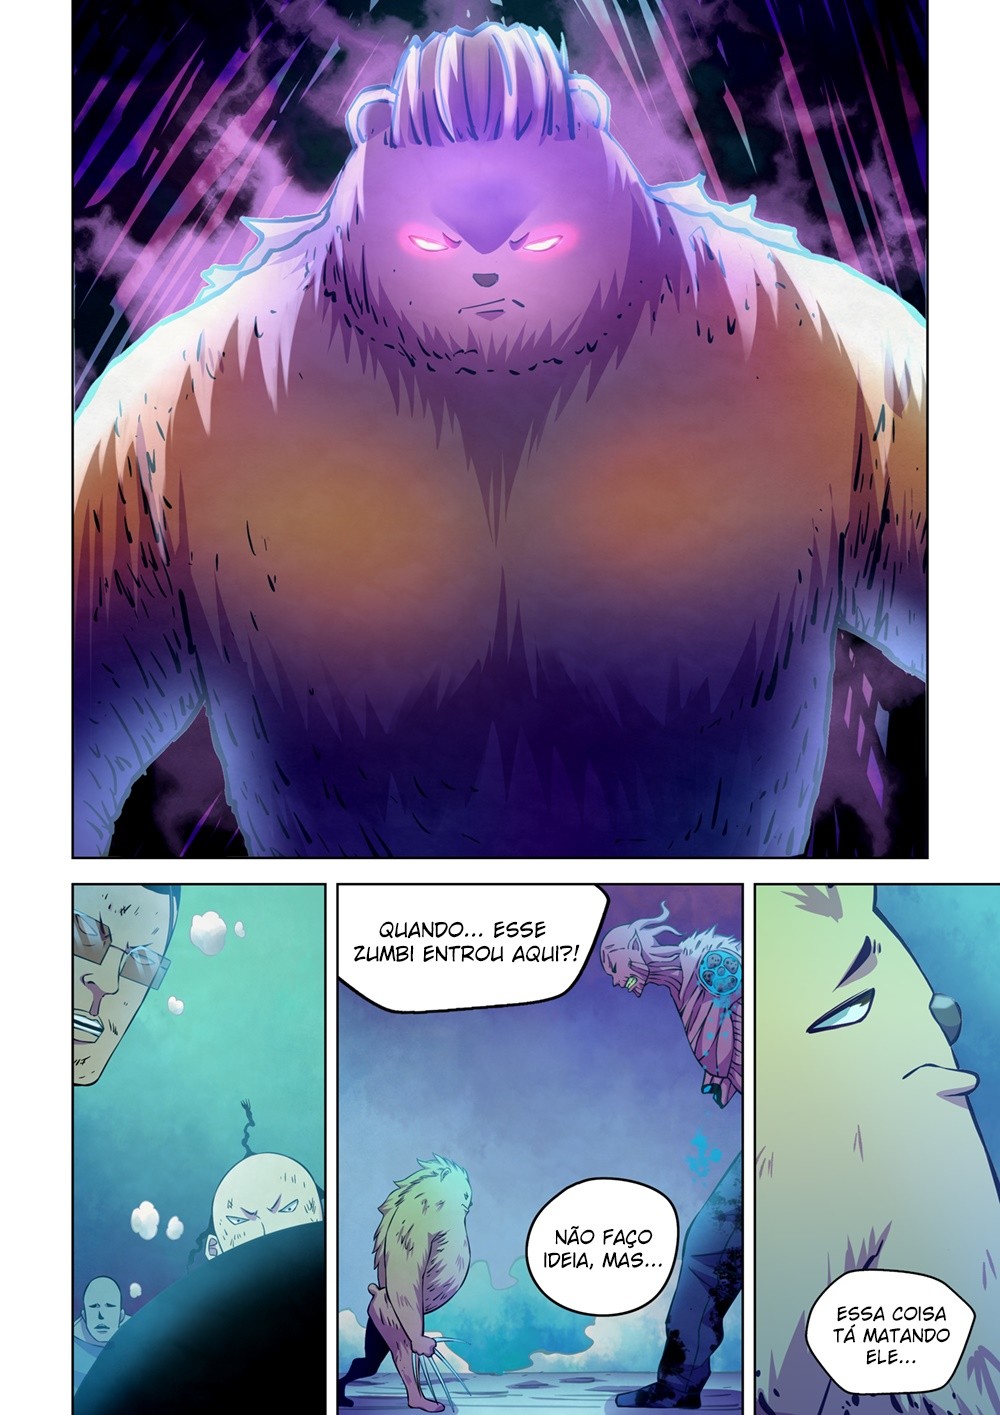 QUANDO... ESSE
ZUMBI ENTROU AQUI?!
NÃO FAÇO
IDEIA, MAS...
ESSA COISA
TÁ MATANDO
ELE...